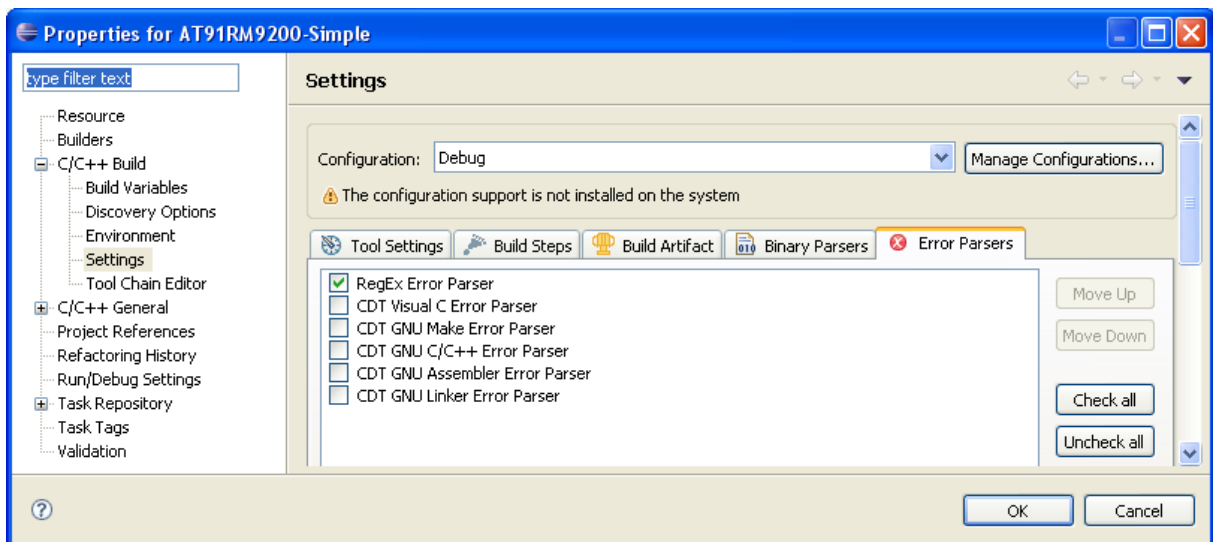 Properties for AT91RM9200-Simple
type filter text
Resource
Builders
C/C++ Build
Build Variables
Discovery Options
Environment
Settings
Tool Chain Editor
C/C++ General
Project References
Refactoring History
Run/Debug Settings
Task Repository
Task Tags
Validation
Settings
Configuration: Debug Manage Configurations...
The configuration support is not installed on the system
Tool Settings Build Steps Build Artifact 010 Binary Parsers Error Parsers
RegEx Error Parser
CDT Visual C Error Parser
CDT GNU Make Error Parser
CDT GNU C/C++ Error Parser
CDT GNU Assembler Error Parser
CDT GNU Linker Error Parser
Move Up
Move Down
Check all
Uncheck all
OK Cancel